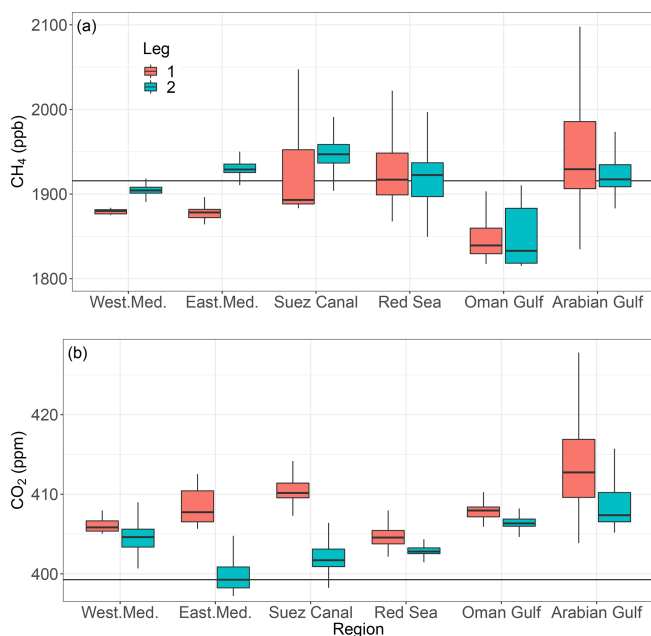 (a)
Leg
1
2
2100
2000
1900
1800
CH₄ (ppb)
West.Med. East.Med. Suez Canal Red Sea Oman Gulf Arabian Gulf
(b)
420
410
400
CO₂ (ppm)
West.Med. East.Med. Suez Canal Red Sea Oman Gulf Arabian Gulf
Region